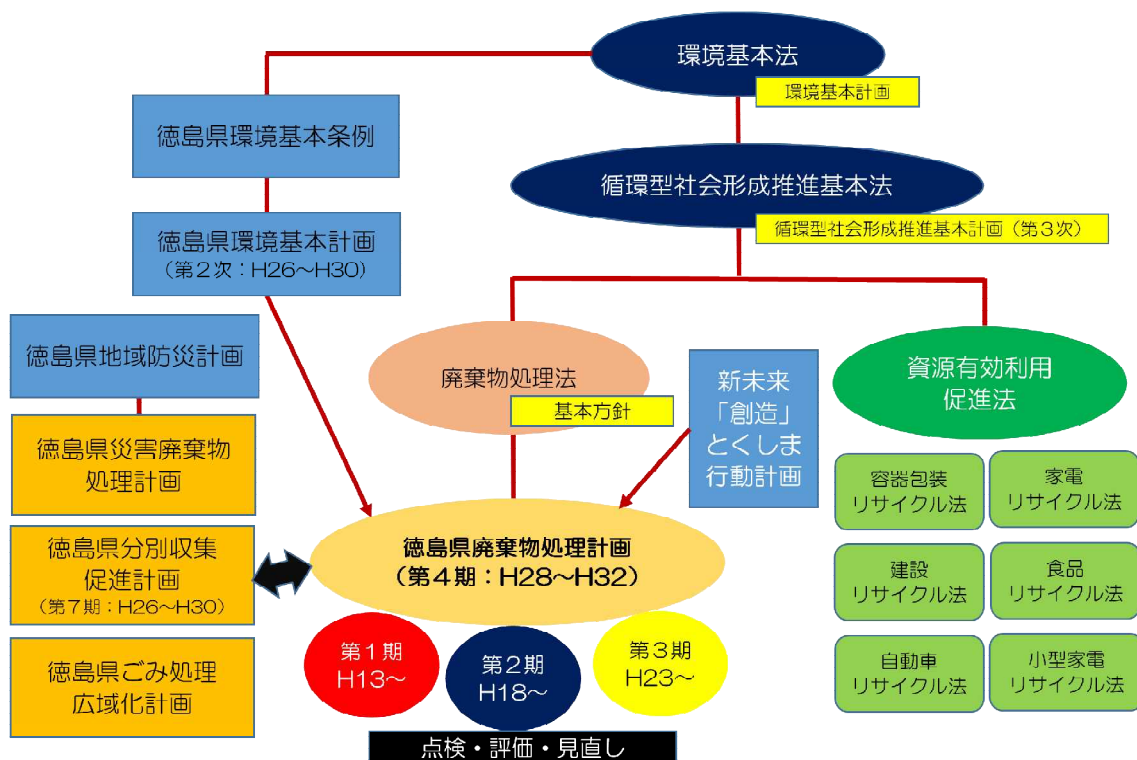 環境基本法
環境基本計画
徳島県環境基本条例
循環型社会形成推進基本法
循環型社会形成推進基本計画（第３次）
徳島県環境基本計画
（第２次：H26～H30）
徳島県地域防災計画
廃棄物処理法
基本方針
新未来
「創造」
とくしま
行動計画
資源有効利用
促進法
徳島県災害廃棄物
処理計画
容器包装
リサイクル法
家電
リサイクル法
徳島県分別収集
促進計画
（第７期：H26～H30）
徳島県廃棄物処理計画
（第４期：H28～H32）
建設
リサイクル法
食品
リサイクル法
徳島県ごみ処理
広域化計画
第１期
H13～
第２期
H18～
第３期
H23～
自動車
リサイクル法
小型家電
リサイクル法
点検・評価・見直し